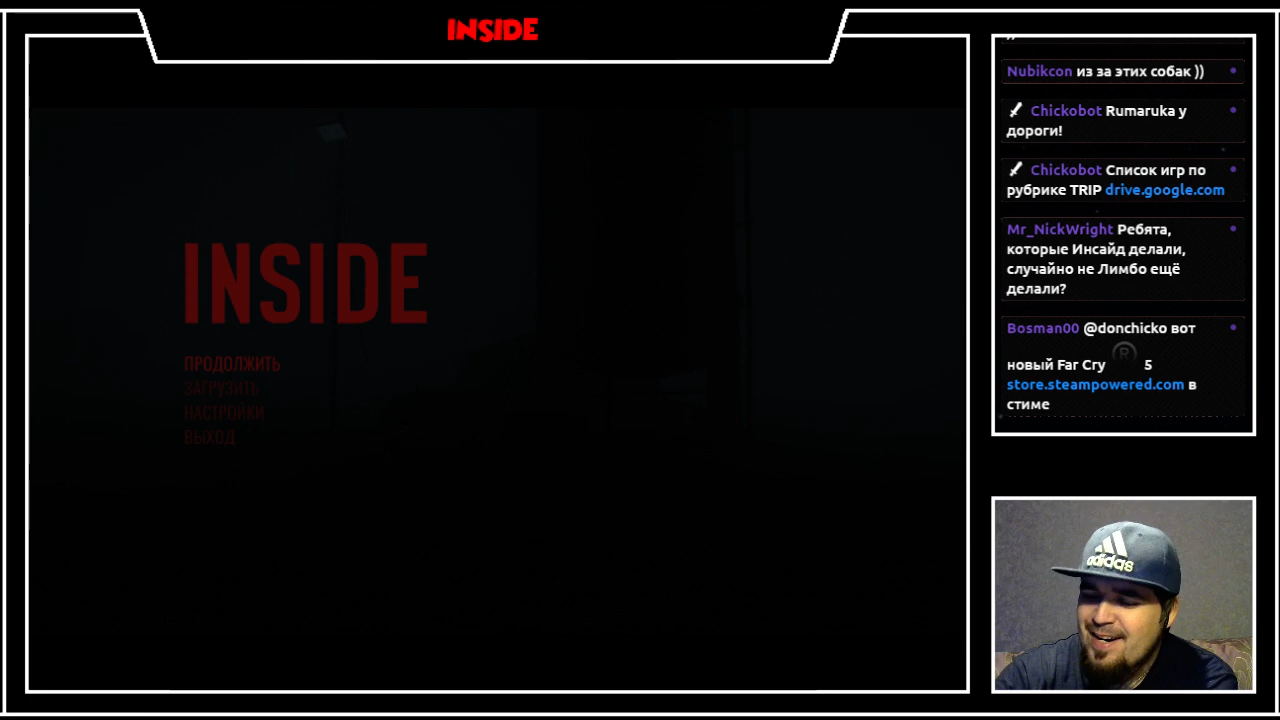 INSIDE
INSIDE
ПРОДОЛЖИТЬ
ЗАГРУЗИТЬ
НАСТРОЙКИ
ВЫХОД
Nubikcon из за этих собак ))
Chickobot Rumaruka у
дороги!
Chickobot Список игр по
рубрике TRIP drive.google.com
Mr_NickWright Ребята,
которые Инсайд делали,
случайно не Лимбо ещё
делали?
Bosman00 @donchicko вот
новый Far Cry ® 5
store.steampowered.com в
стиме
adidas